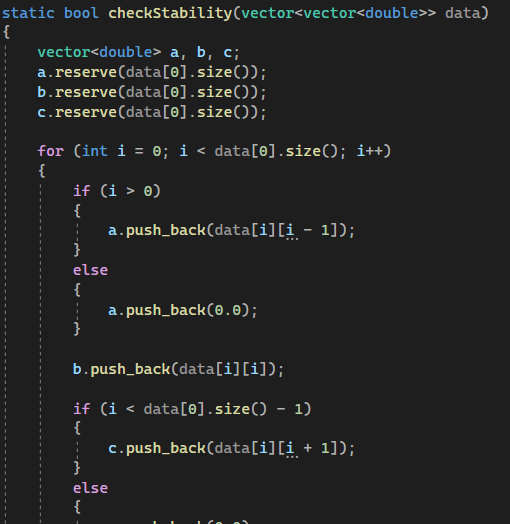 static bool checkStability(vector<vector<double>> data)
{
vector<double> a, b, c;
a.reserve(data[0].size());
b.reserve(data[0].size());
c.reserve(data[0].size());
for (int i = 0; i < data[0].size(); i++)
{
if (i > 0)
{
a.push_back(data[i][i - 1]);
}
else
{
a.push_back(0.0);
}
b.push_back(data[i][i]);
if (i < data[0].size() - 1)
{
c.push_back(data[i][i + 1]);
}
else
{